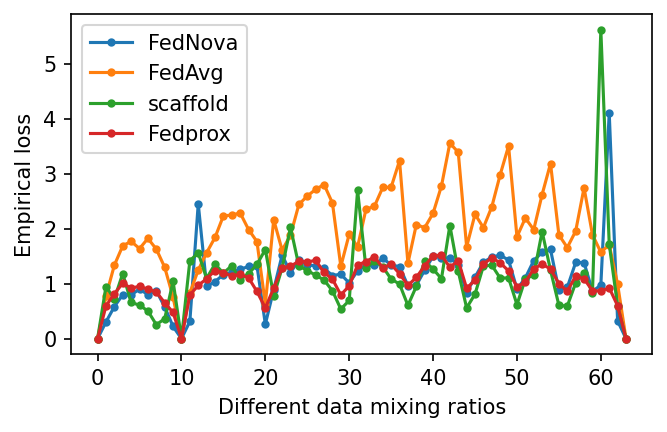 FedNova
FedAvg
scaffold
Fedprox
Empirical loss
5
4
3
2
1
0
0 10 20 30 40 50 60
Different data mixing ratios